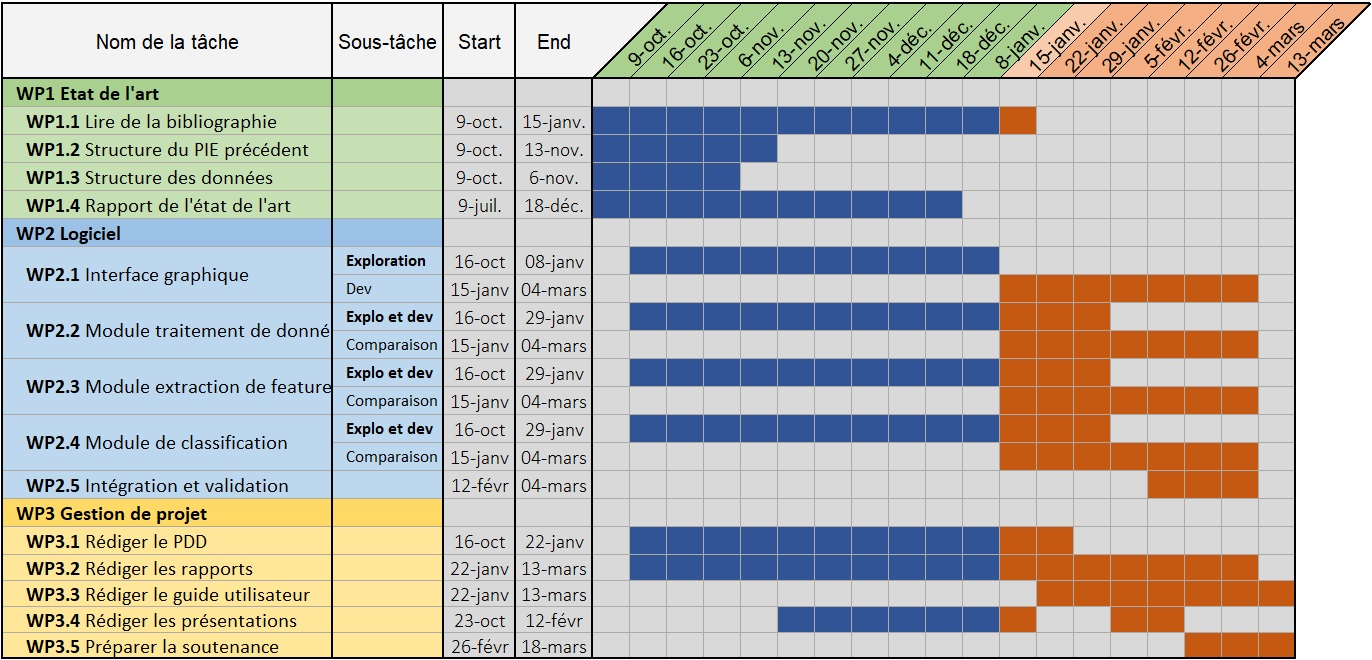 Nom de la tâche Sous-tâche Start End 9-oct. 16-oct. 23-oct. 6-nov. 13-nov. 20-nov. 27-nov. 4-déc. 11-déc. 18-déc. 8-janv. 15-janv. 22-janv. 29-janv. 5-févr. 12-févr. 26-févr. 4-mars 13-mars
WP1 Etat de l'art
WP1.1 Lire de la bibliographie 9-oct. 15-janv.
WP1.2 Structure du PIE précédent 9-oct. 13-nov.
WP1.3 Structure des données 9-oct. 6-nov.
WP1.4 Rapport de l'état de l'art 9-juil. 18-déc.
WP2 Logiciel
WP2.1 Interface graphique Exploration 16-oct 08-janv
Dev 15-janv 04-mars
WP2.2 Module traitement de donné Explo et dev 16-oct 29-janv
Comparaison 15-janv 04-mars
WP2.3 Module extraction de feature Explo et dev 16-oct 29-janv
Comparaison 15-janv 04-mars
WP2.4 Module de classification Explo et dev 16-oct 29-janv
Comparaison 15-janv 04-mars
WP2.5 Intégration et validation 12-févr 04-mars
WP3 Gestion de projet
WP3.1 Rédiger le PDD 16-oct 22-janv
WP3.2 Rédiger les rapports 22-janv 13-mars
WP3.3 Rédiger le guide utilisateur 22-janv 13-mars
WP3.4 Rédiger les présentations 23-oct 12-févr
WP3.5 Préparer la soutenance 26-févr 18-mars